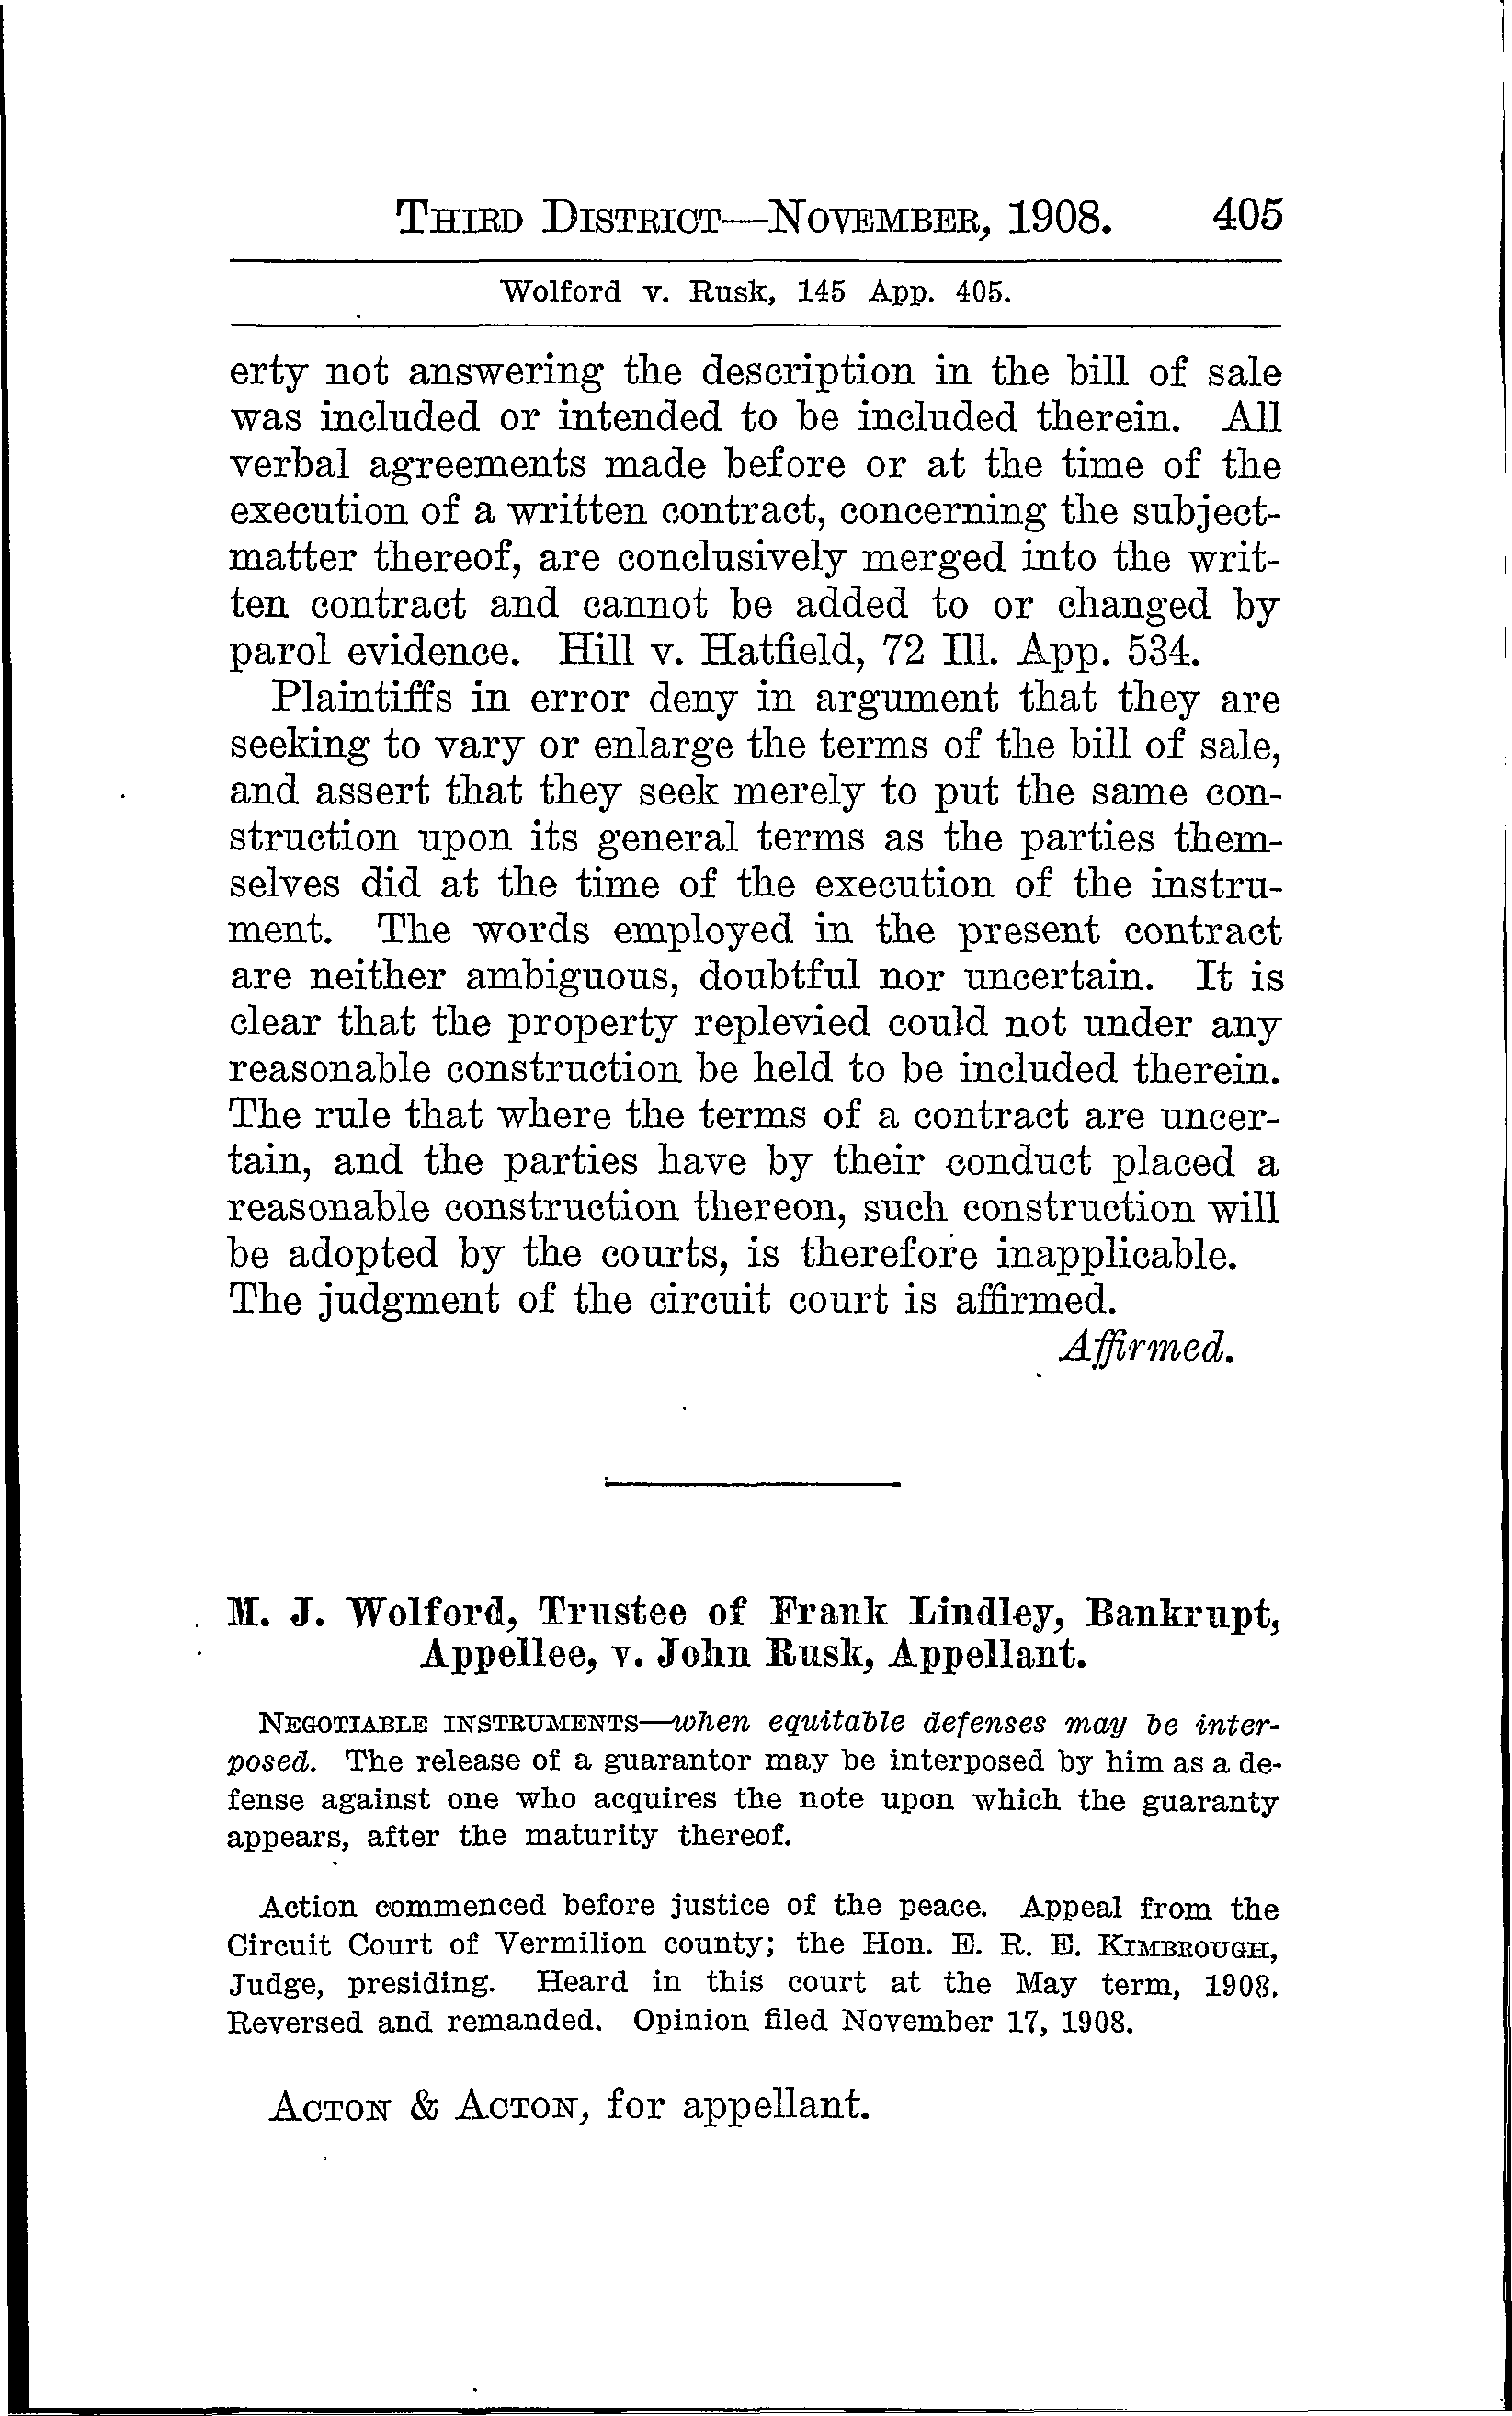 THIRD DISTRICT—NOVEMBER, 1908. 405
Wolford v. Rusk, 145 App. 405.
erty not answering the description in the bill of sale
was included or intended to be included therein. All
verbal agreements made before or at the time of the
execution of a written contract, concerning the subject-
matter thereof, are conclusively merged into the writ-
ten contract and cannot be added to or changed by
parol evidence. Hill v. Hatfield, 72 Ill. App. 534.
Plaintiffs in error deny in argument that they are
seeking to vary or enlarge the terms of the bill of sale,
and assert that they seek merely to put the same con-
struction upon its general terms as the parties them-
selves did at the time of the execution of the instru-
ment. The words employed in the present contract
are neither ambiguous, doubtful nor uncertain. It is
clear that the property replevied could not under any
reasonable construction be held to be included therein.
The rule that where the terms of a contract are uncer-
tain, and the parties have by their conduct placed a
reasonable construction thereon, such construction will
be adopted by the courts, is therefore inapplicable.
The judgment of the circuit court is affirmed.
Affirmed.
M. J. Wolford, Trustee of Frank Lindley, Bankrupt,
Appellee, v. John Rusk, Appellant.
NEGOTIABLE INSTRUMENTS—when equitable defenses may be inter-
posed. The release of a guarantor may be interposed by him as a de-
fense against one who acquires the note upon which the guaranty
appears, after the maturity thereof.
Action commenced before justice of the peace. Appeal from the
Circuit Court of Vermilion county; the Hon. E. R. E. KIMBROUGH,
Judge, presiding. Heard in this court at the May term, 1908.
Reversed and remanded. Opinion filed November 17, 1908.
ACTON & ACTON, for appellant.